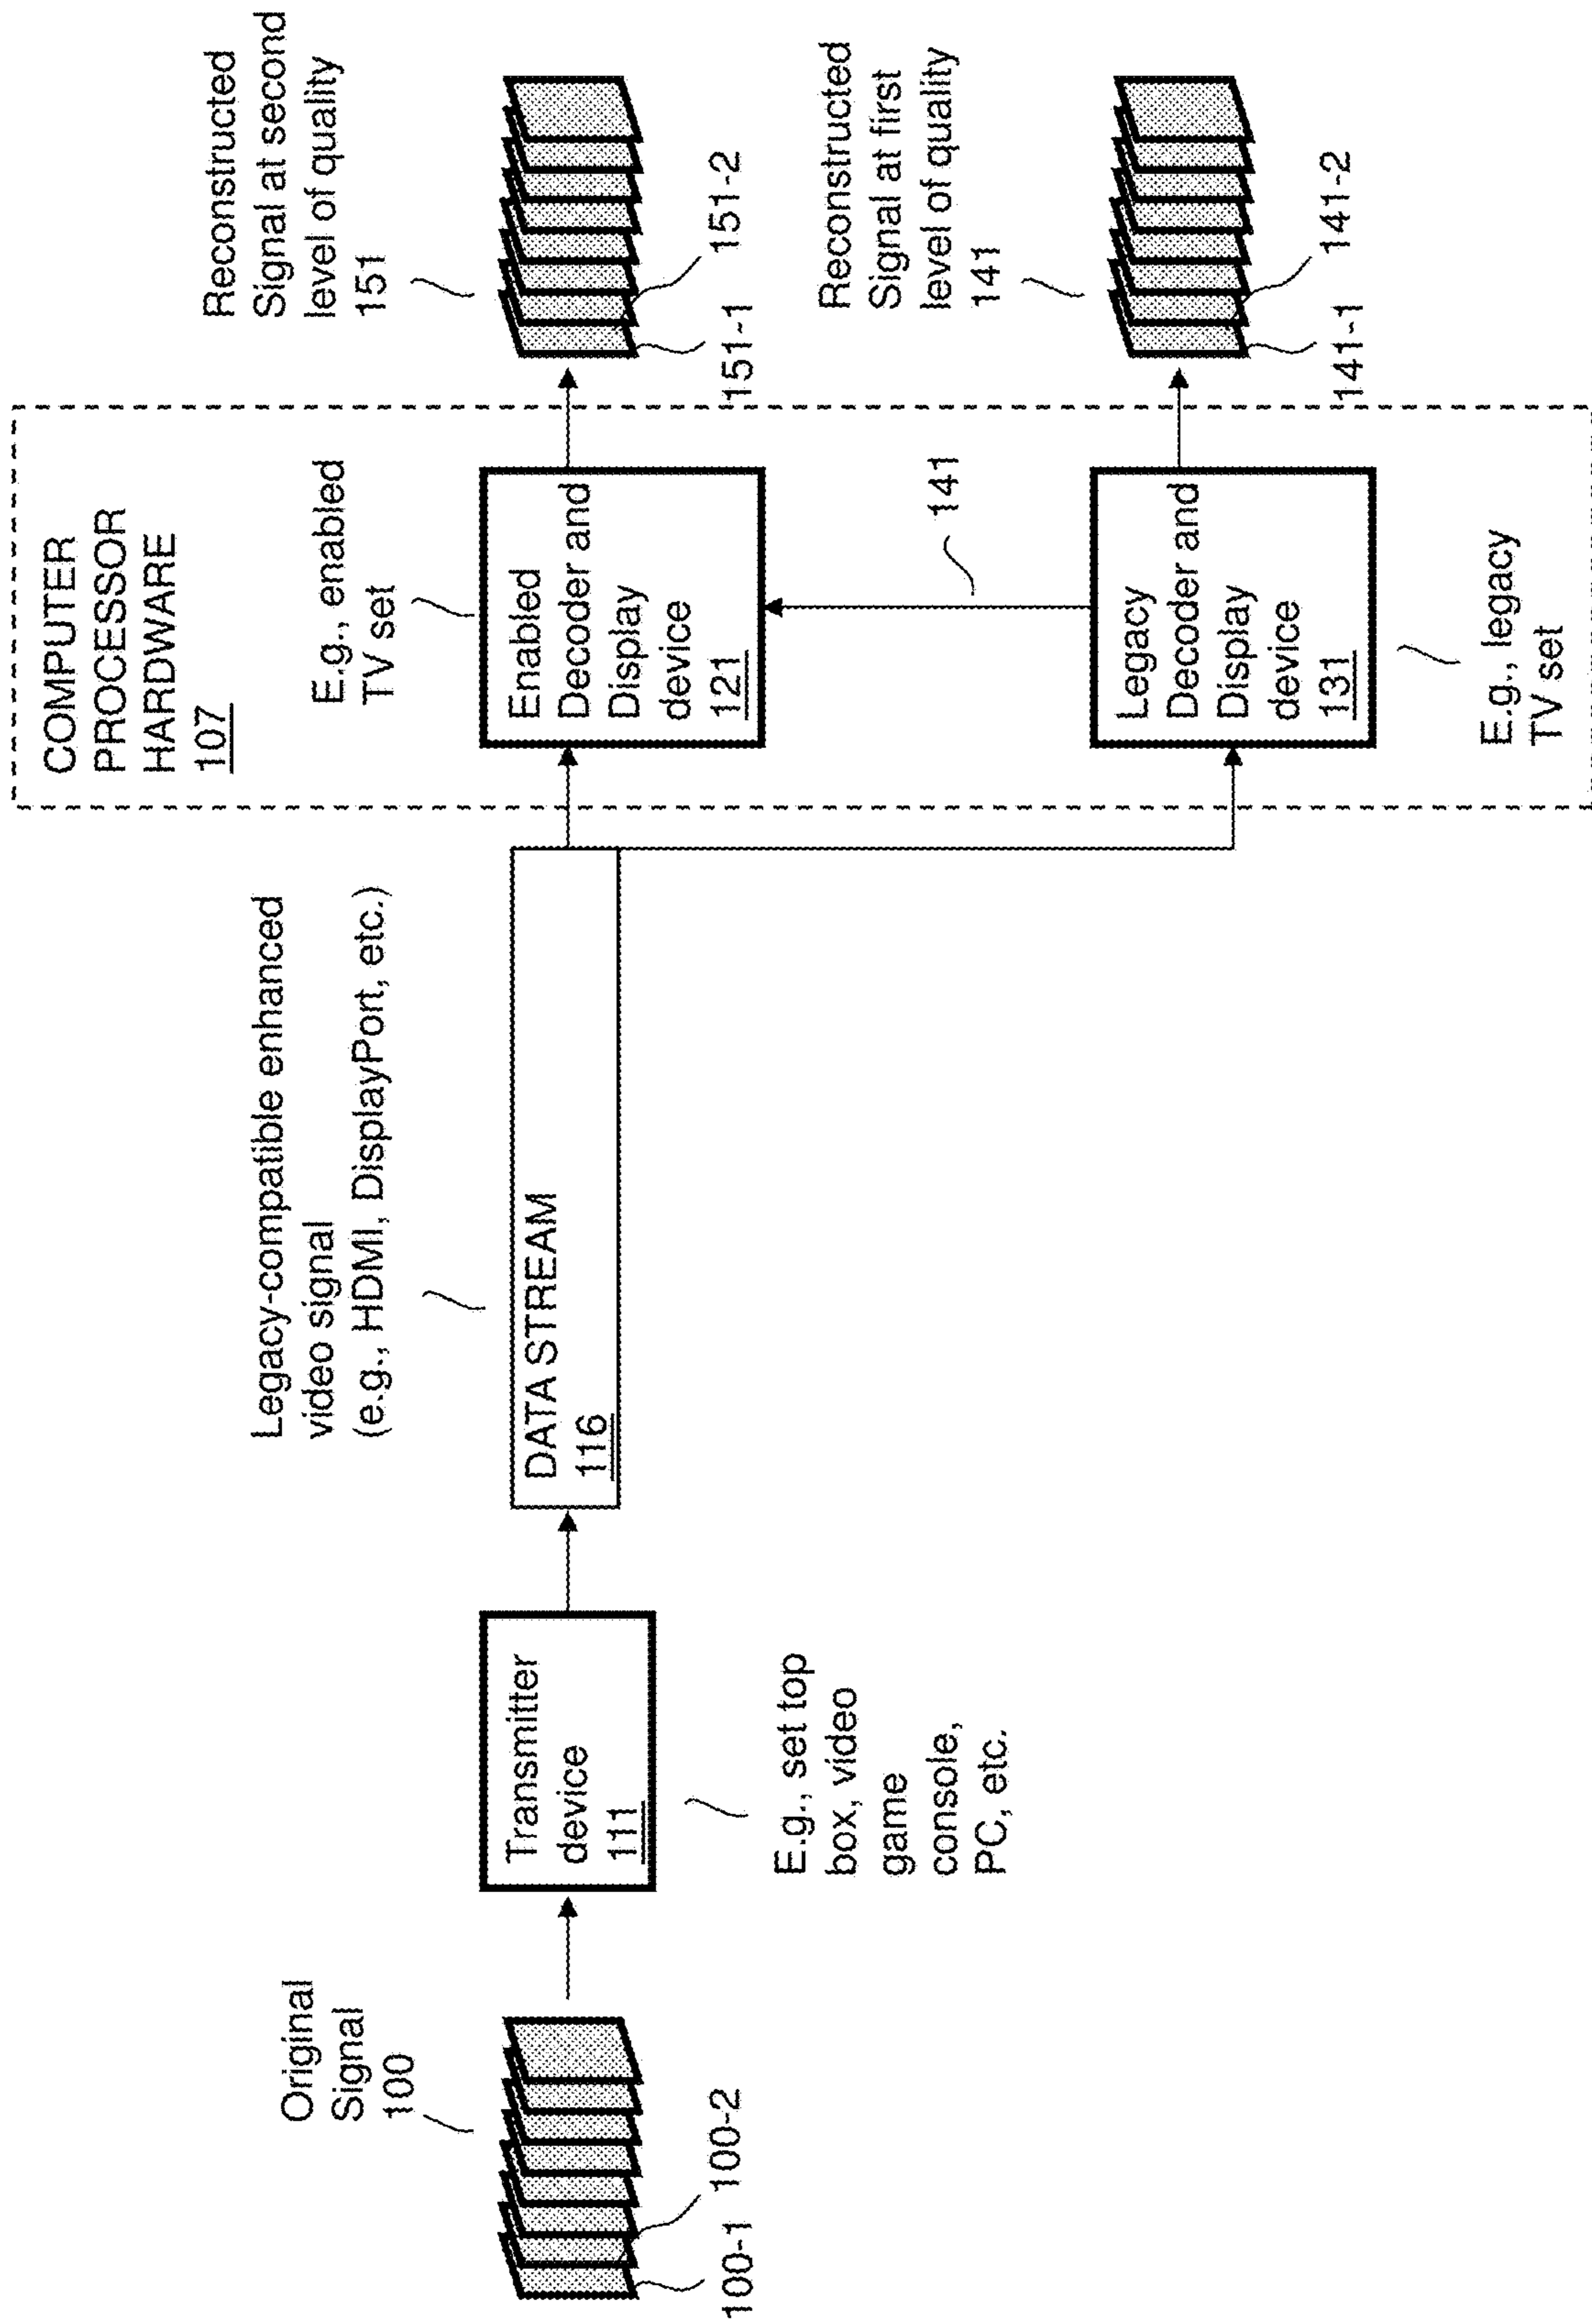 Original
Signal
100
100-1
100-2
Transmitter
device
111
E.g., set top
box, video
game
console,
PC, etc.
Legacy-compatible enhanced
video signal
(e.g., HDMI, DisplayPort, etc.)
DATA STREAM
116
COMPUTER
PROCESSOR
HARDWARE
107
E.g., enabled
TV set
Enabled
Decoder and
Display
device
121
141
Legacy
Decoder and
Display
device
131
E.g., legacy
TV set
Reconstructed
Signal at second
level of quality
151
151-1
151-2
Reconstructed
Signal at first
level of quality
141
141-1
141-2